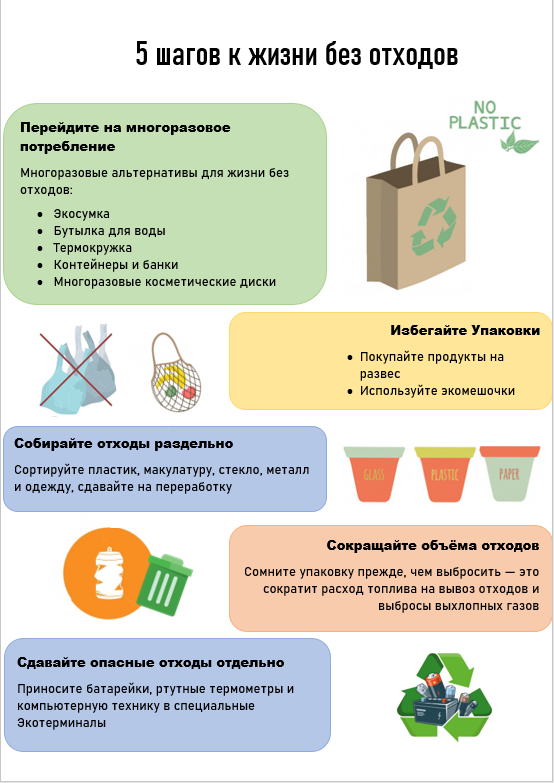 5 шагов к жизни без отходов
NO
PLASTIC
Перейдите на многоразовое
потребление
Многоразовые альтернативы для жизни без
отходов:
• Экосумка
• Бутылка для воды
• Термокружка
• Контейнеры и банки
• Многоразовые косметические диски
Избегайте Упаковки
• Покупайте продукты на
развес
• Используйте экомешочки
Собирайте отходы раздельно
Сортируйте пластик, макулатуру, стекло, металл
и одежду, сдавайте на переработку
GLASS
PLASTIC
PAPER
Сокращайте объёма отходов
Сомните упаковку прежде, чем выбросить — это
сократит расход топлива на вывоз отходов и
выбросы выхлопных газов
Сдавайте опасные отходы отдельно
Приносите батарейки, ртутные термометры и
компьютерную технику в специальные
Экотерминалы